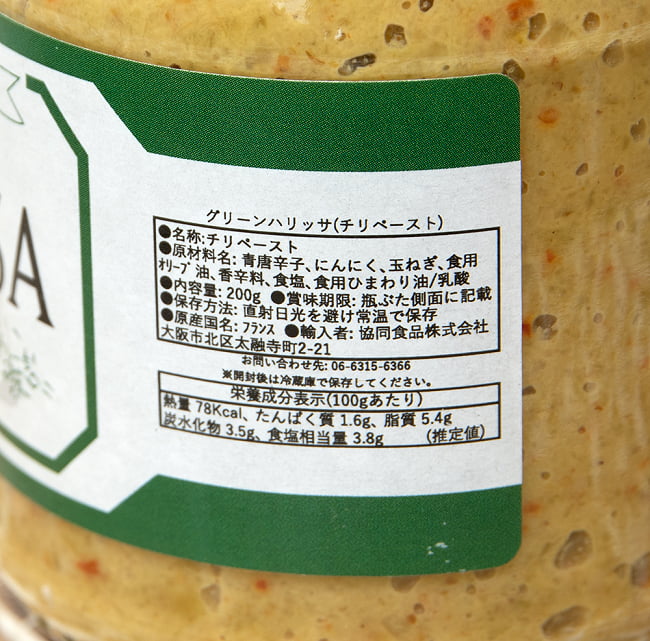 SA
グリーンハリッサ(チリペースト)
●名称:チリペースト
●原材料名: 青唐辛子、にんにく、玉ねぎ、食用
ｵﾘｰﾌﾞ油、香辛料、食塩、食用ひまわり油/乳酸
●内容量: 200g ●賞味期限: 瓶ぶた側面に記載
●保存方法: 直射日光を避け常温で保存
●原産国名: ﾌﾗﾝｽ ●輸入者: 協同食品株式会社
大阪市北区太融寺町2-21
お問い合わせ先: 06-6315-6366
※開封後は冷蔵庫で保存してください。
栄養成分表示(100gあたり)
熱量 78Kcal、たんぱく質 1.6g、脂質 5.4g
炭水化物 3.5g、食塩相当量 3.8g (推定値)